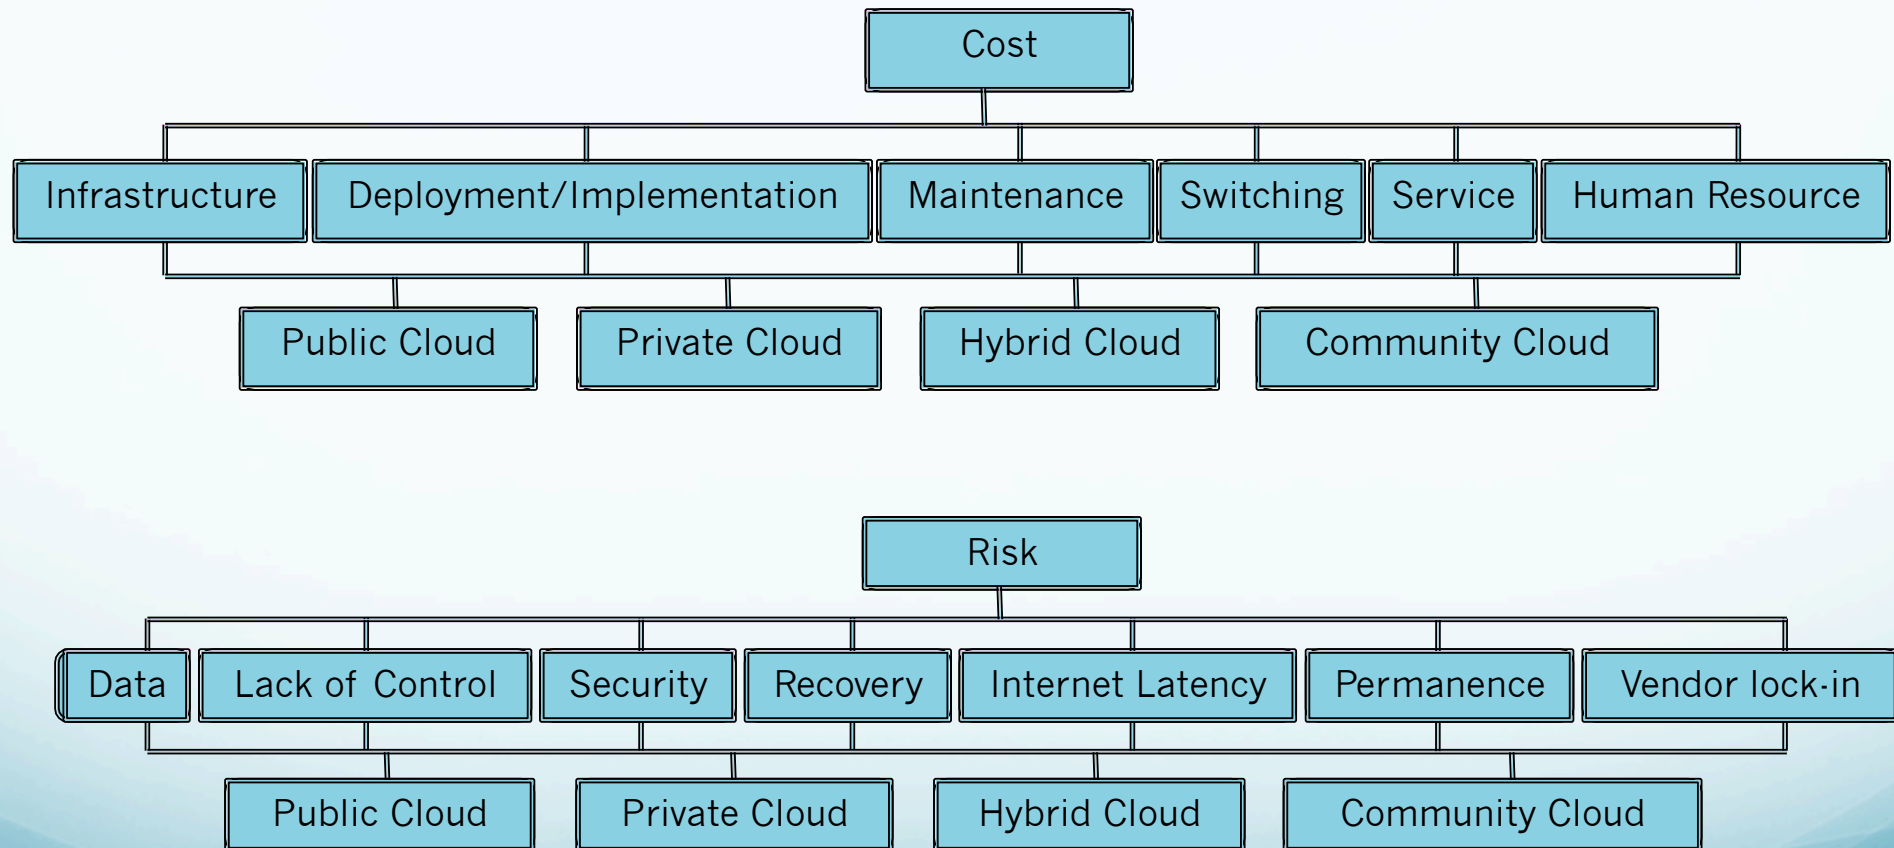 Cost
Infrastructure Deployment/Implementation Maintenance Switching Service Human Resource
Public Cloud Private Cloud Hybrid Cloud Community Cloud
Risk
Data Lack of Control Security Recovery Internet Latency Permanence Vendor lock-in
Public Cloud Private Cloud Hybrid Cloud Community Cloud